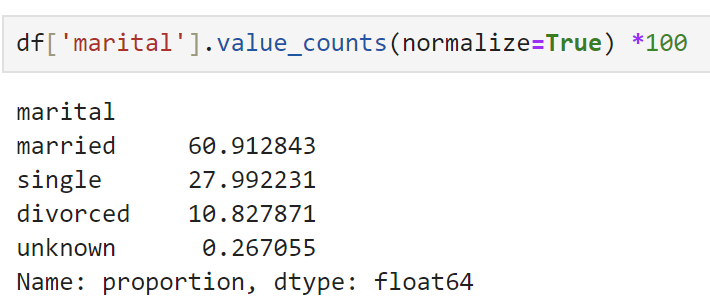 df['marital'].value_counts(normalize=True) *100
marital
married 60.912843
single 27.992231
divorced 10.827871
unknown 0.267055
Name: proportion, dtype: float64